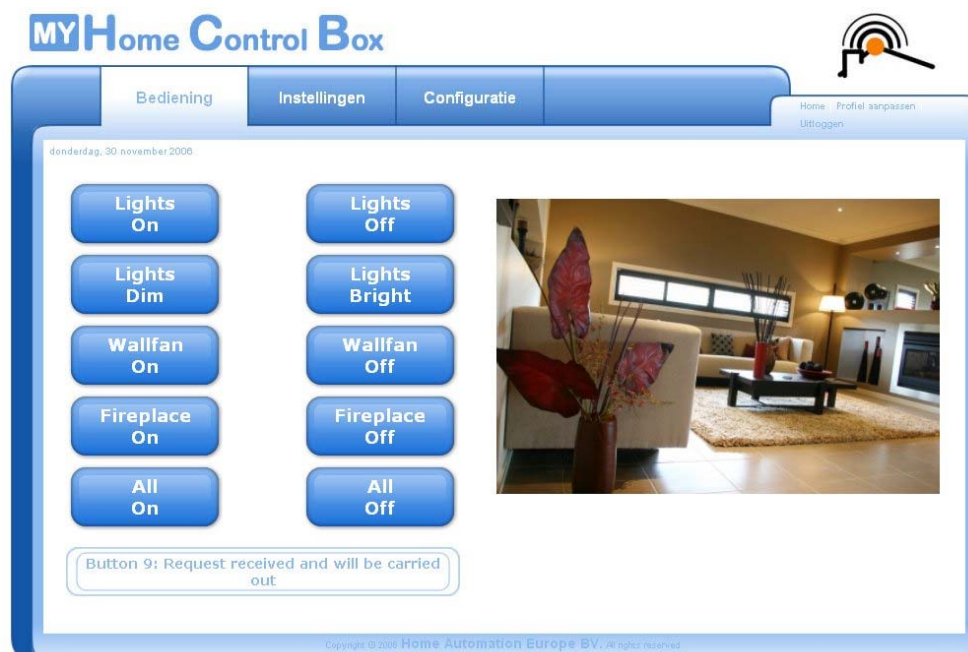 MY Home Control Box
Bediening Instellingen Configuratie
Home Profiel aanpassen
Uitloggen
donderdag, 30 november 2006
Lights
On
Lights
Off
Lights
Dim
Lights
Bright
Wallfan
On
Wallfan
Off
Fireplace
On
Fireplace
Off
All
On
All
Off
Button 9: Request received and will be carried
out
Copyright © 2006 Home Automation Europe BV. All rights reserved